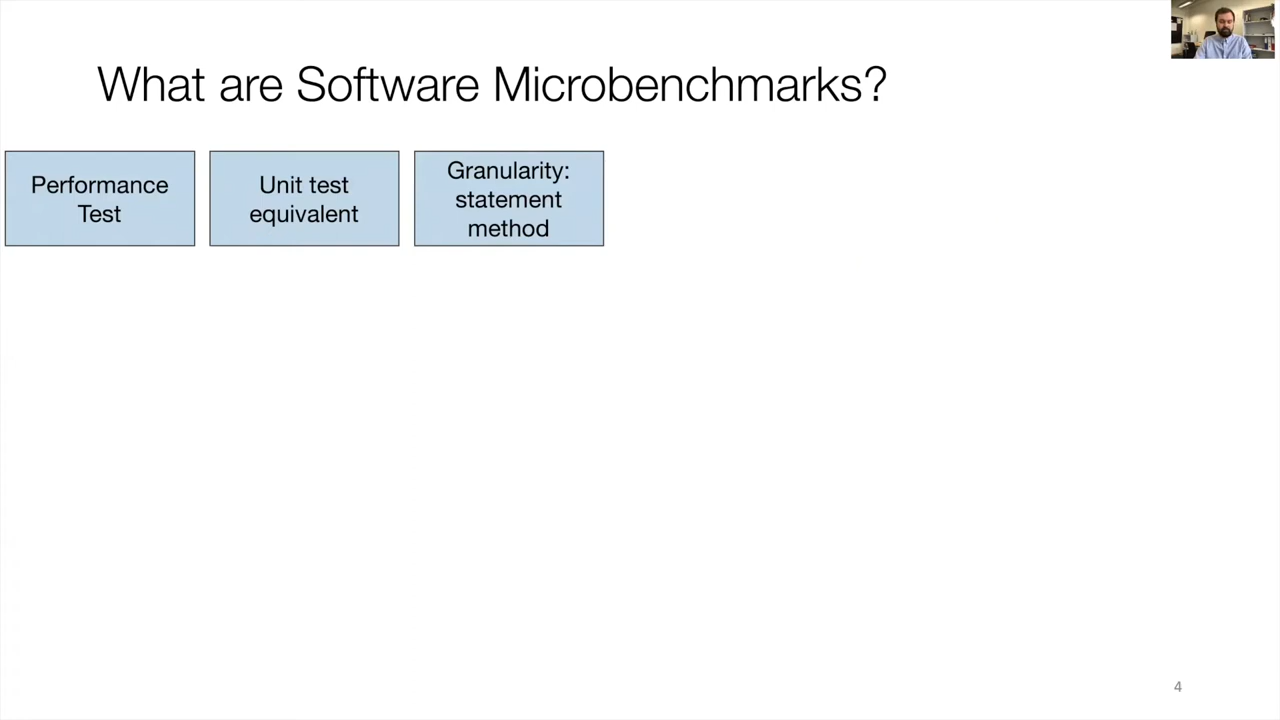 What are Software Microbenchmarks?
Performance
Test
Unit test
equivalent
Granularity:
statement
method
4